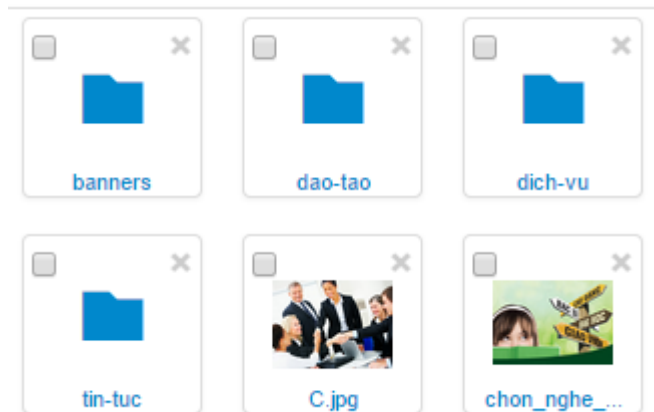 banners
dao-tao
dich-vu
tin-tuc
C.jpg
chon_nghe_...